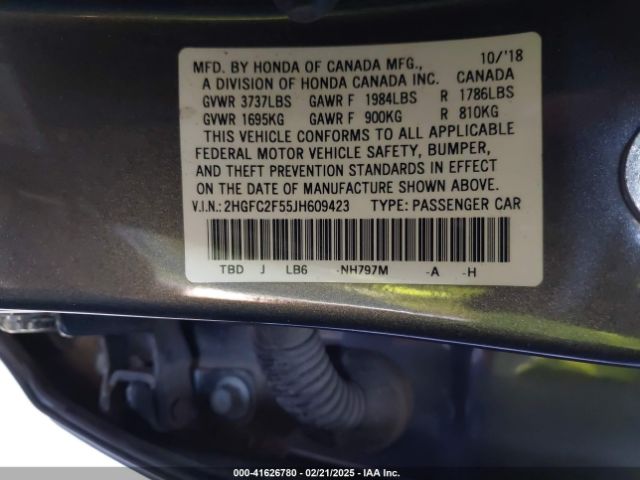 MFD. BY HONDA OF CANADA MFG., 10/'18
A DIVISION OF HONDA CANADA INC. CANADA
GVWR 3737LBS GAWR F 1984LBS R 1786LBS
GVWR 1695KG GAWR F 900KG R 810KG
THIS VEHICLE CONFORMS TO ALL APPLICABLE
FEDERAL MOTOR VEHICLE SAFETY, BUMPER,
AND THEFT PREVENTION STANDARDS IN EFFECT
ON THE DATE OF MANUFACTURE SHOWN ABOVE.
V.I.N.: 2HGFC2F55JH609423 TYPE: PASSENGER CAR
TBD J LB6 -NH797M -A -H
000-41626780 - 02/21/2025 - IAA Inc.